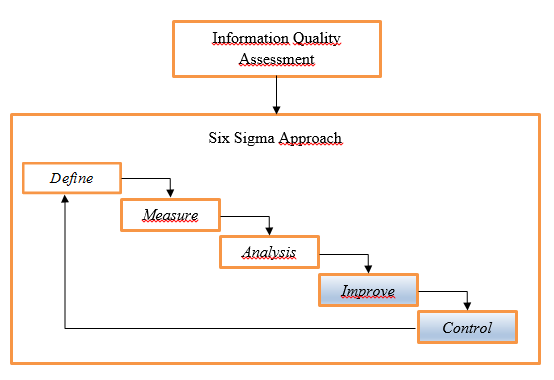 Information Quality
Assessment
Six Sigma Approach
Define
Measure
Analysis
Improve
Control